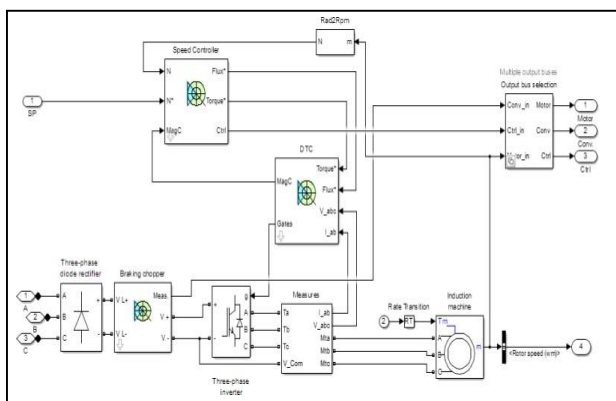 Rad2Rpm
N m
Speed Controller
N Flux*
N* Torque*
MagC Ctrl
1
SP
Multiple output buses
Output bus selection
Conv_in Motor
Ctrl_in Conv
Ctrl
1
Motor
2
Conv.
3
Ctrl
DTC
Torque*
MagC Flux*
V_abc
Gates
I_ab
Three-phase
diode rectifier
Braking chopper
1
A
2
B
3
C
A +
B
C -
V L+ Meas.
V +
V L- V -
g
+ A
B
- C
Three-phase
inverter
Measures
Ta I_ab
Tb V_abc
Tc Mta
Mtb
V_Com Mtc
Rate Transition
2
RT
Induction
machine
Tm
A
B m
C
<Rotor speed (wm)>
4